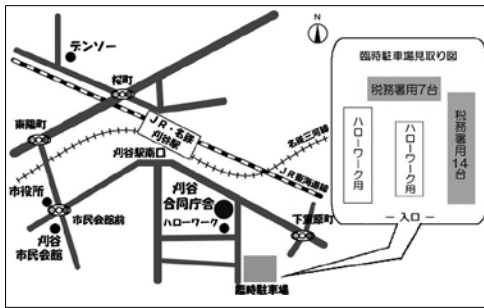 デンソー
N
桜町
東陽町
JR・名鉄
刈谷駅
刈谷駅南口
名鉄三河線
JR東海道線
市役所
市民会館前
刈谷
市民会館
刈谷
合同庁舎
ハローワーク
下重原町
臨時駐車場
臨時駐車場見取り図
税務署用7台
ハローワーク用
ハローワーク用
税務署用14台
入口